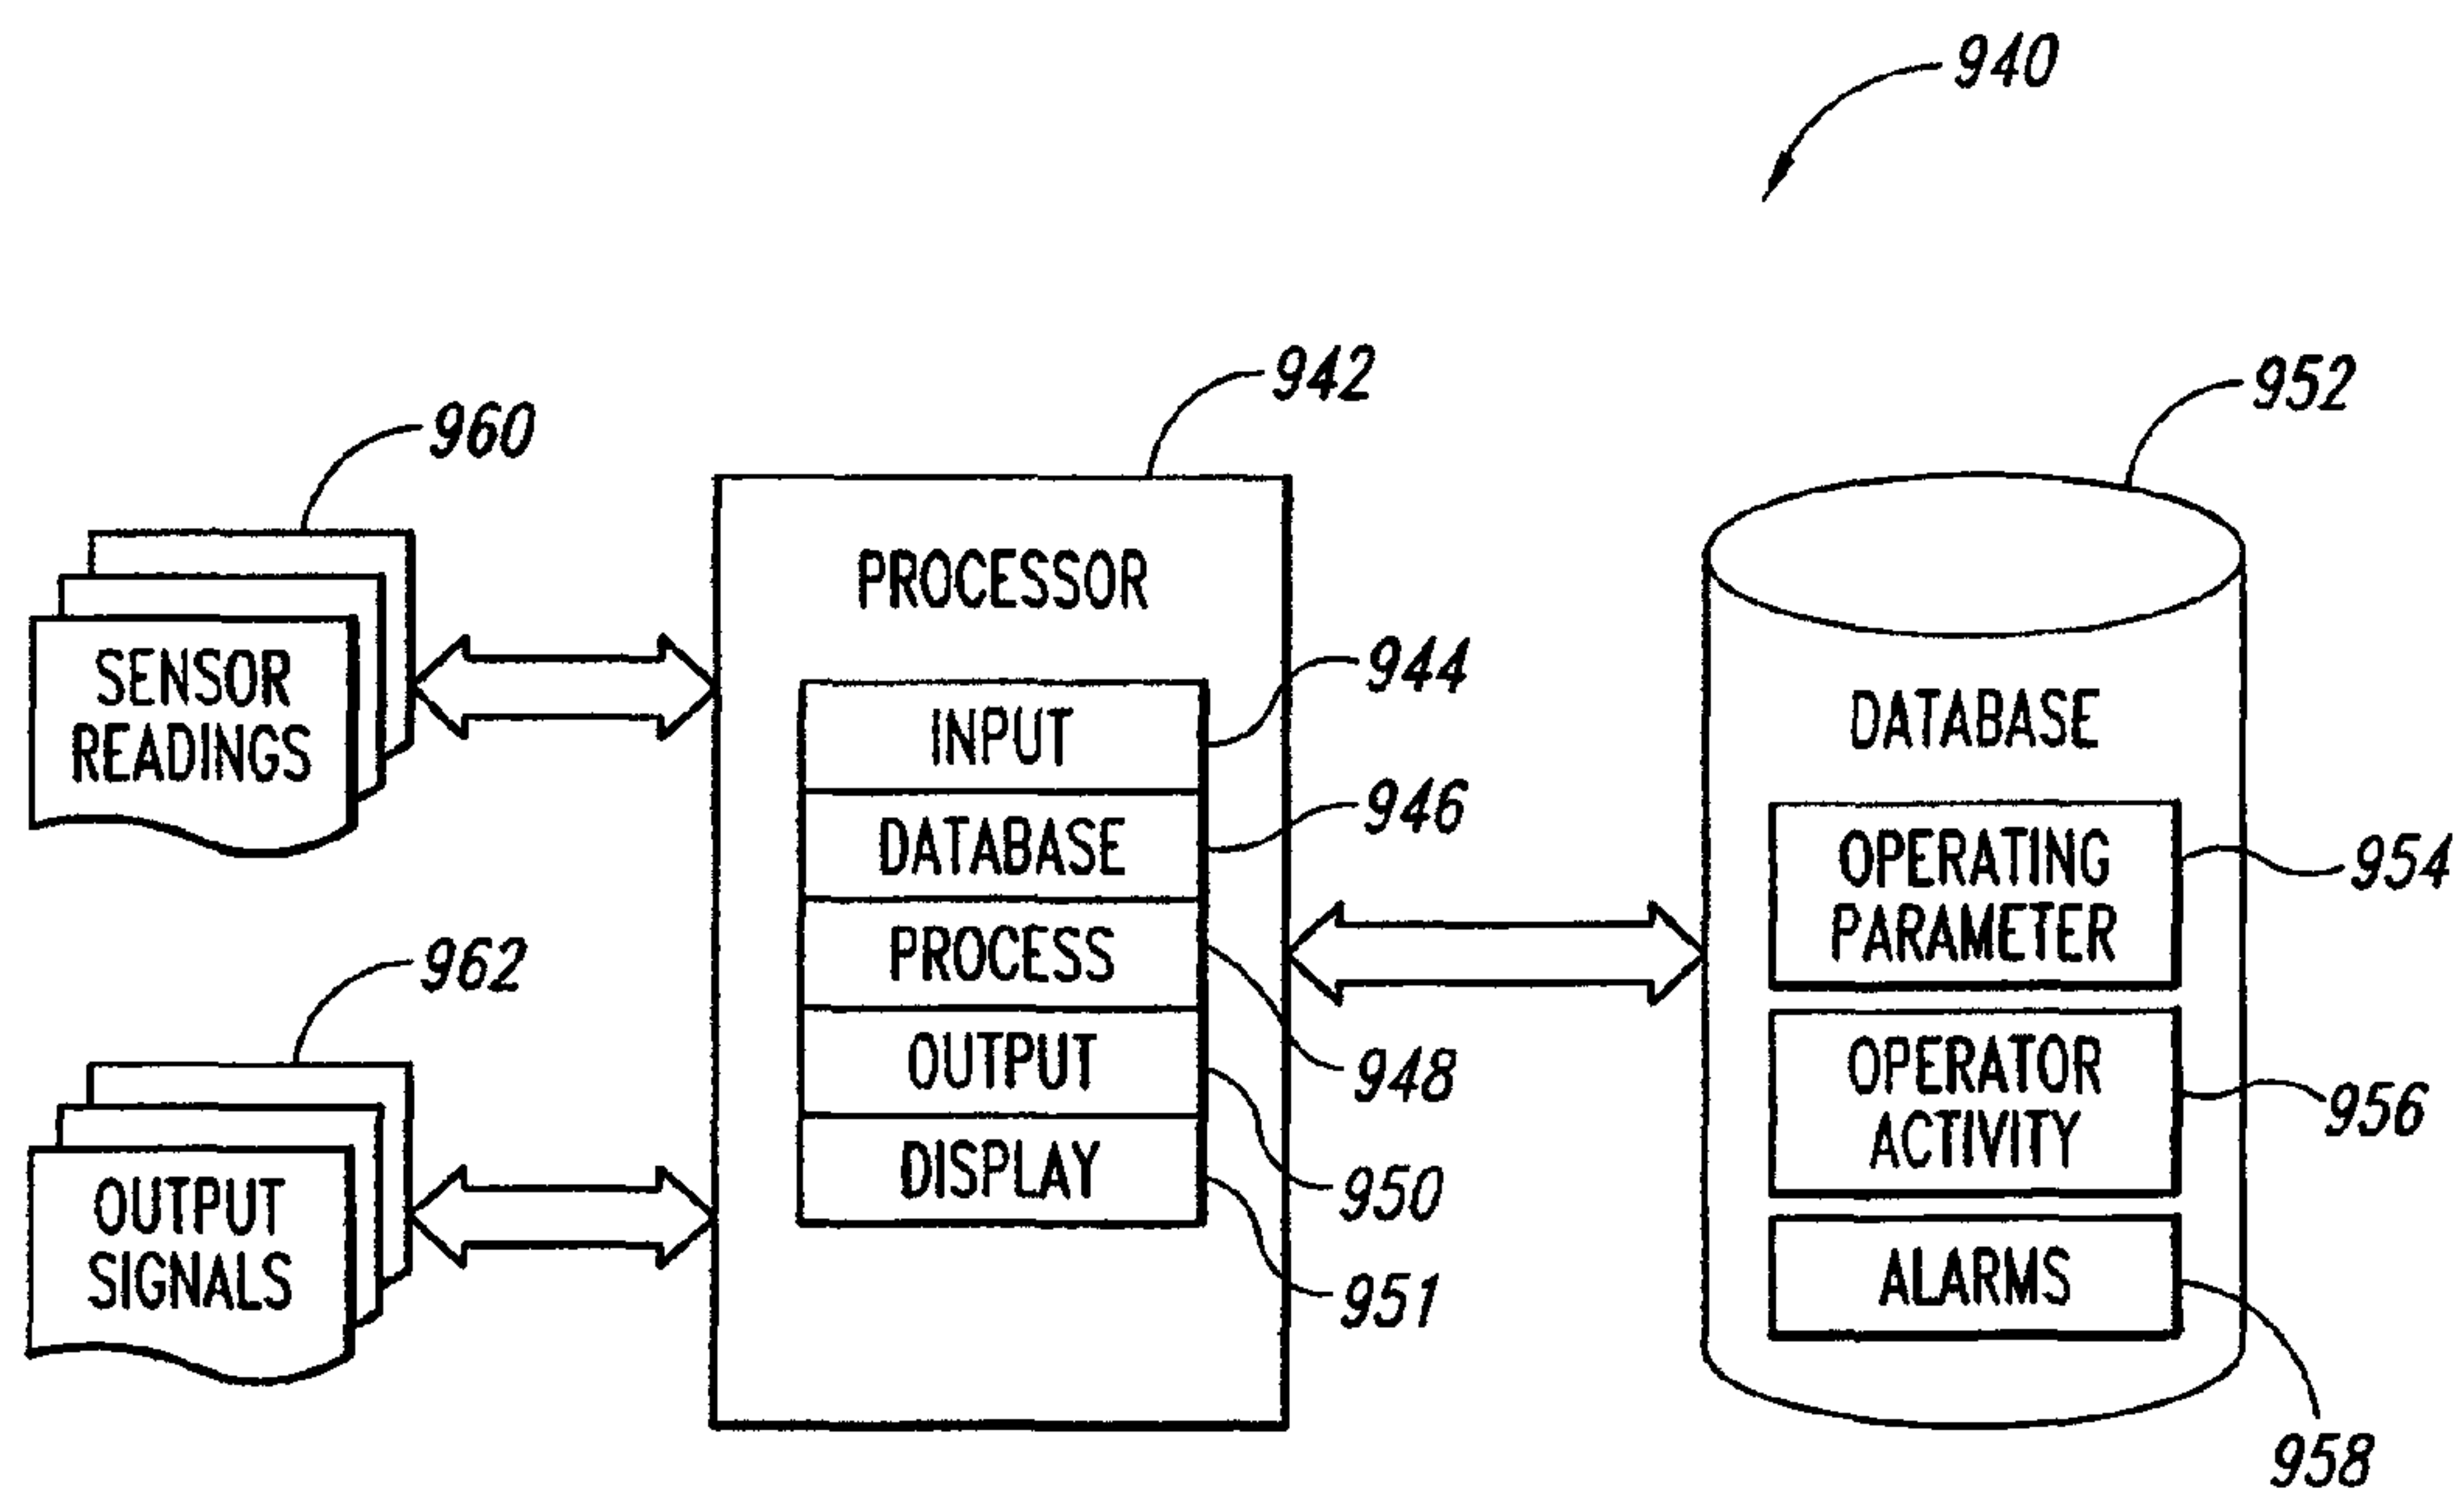 940
942
952
960
PROCESSOR
SENSOR
READINGS
944
INPUT
DATABASE
946
DATABASE
OPERATING
PARAMETER
954
PROCESS
962
948
OUTPUT
OPERATOR
ACTIVITY
956
DISPLAY
950
OUTPUT
SIGNALS
951
ALARMS
958